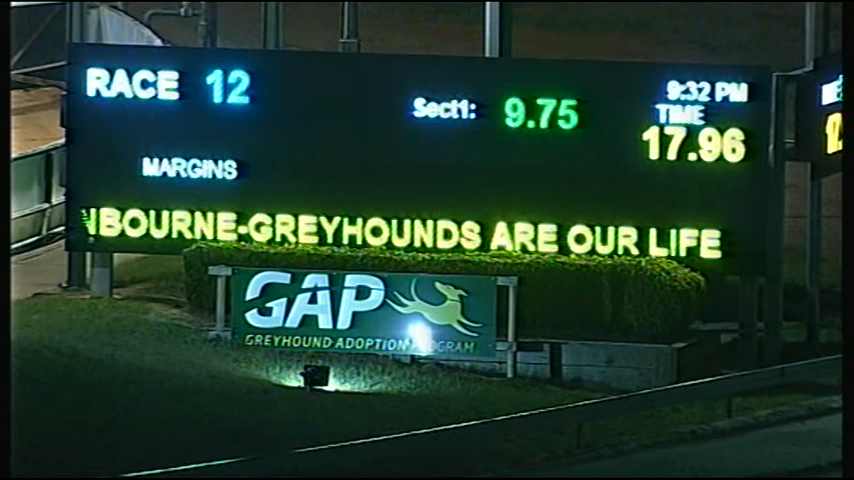 RACE 12
Sect1: 9.75
9:32 PM
TIME
17.96
MARGINS
NBOURNE-GREYHOUNDS ARE OUR LIFE
GAP
GREYHOUND ADOPTION PROGRAM